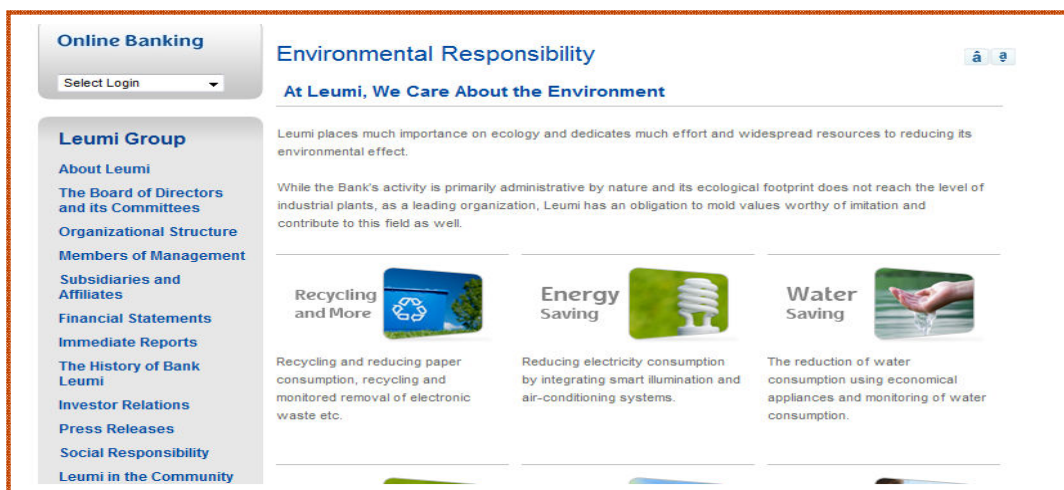 Online Banking
Select Login
Leumi Group
About Leumi
The Board of Directors
and its Committees
Organizational Structure
Members of Management
Subsidiaries and
Affiliates
Financial Statements
Immediate Reports
The History of Bank
Leumi
Investor Relations
Press Releases
Social Responsibility
Leumi in the Community
Environmental Responsibility
â ạ
At Leumi, We Care About the Environment
Leumi places much importance on ecology and dedicates much effort and widespread resources to reducing its
environmental effect.
While the Bank's activity is primarily administrative by nature and its ecological footprint does not reach the level of
industrial plants, as a leading organization, Leumi has an obligation to mold values worthy of imitation and
contribute to this field as well.
Recycling
and More
Recycling and reducing paper
consumption, recycling and
monitored removal of electronic
waste etc.
Energy
Saving
Reducing electricity consumption
by integrating smart illumination and
air-conditioning systems.
Water
Saving
The reduction of water
consumption using economical
appliances and monitoring of water
consumption.